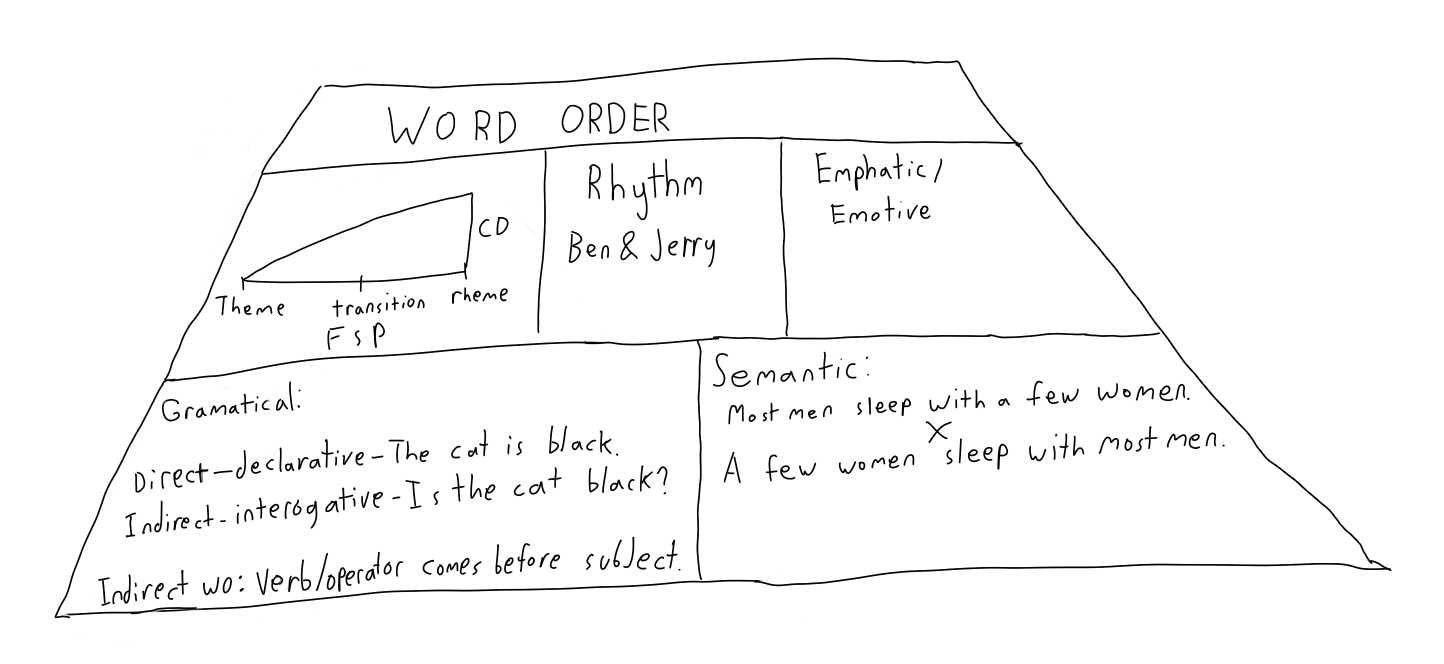 WORD ORDER
CD
Theme transition rheme
FSP
Rhythm
Ben & Jerry
Emphatic/
Emotive
Gramatical:
Direct-declarative-The cat is black.
Indirect-interogative-Is the cat black?
Indirect wo: Verb/operator comes before subject.
Semantic:
Most men sleep with a few women.
X
A few women sleep with most men.